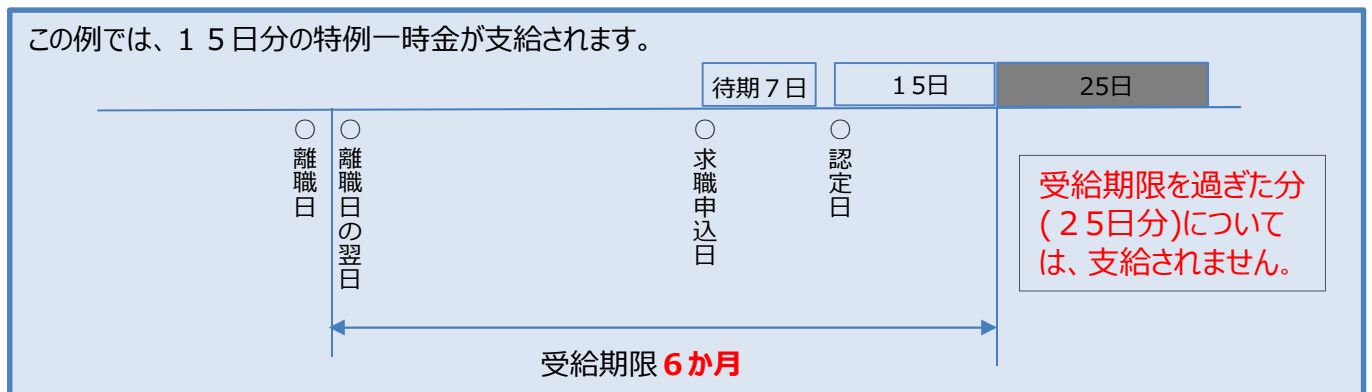 この例では、１５日分の特例一時金が支給されます。
待期７日
１５日
25日
○離職日
○離職日の翌日
○求職申込日
○認定日
受給期限を過ぎた分
(２5日分)について
は、支給されません。
受給期限６か月